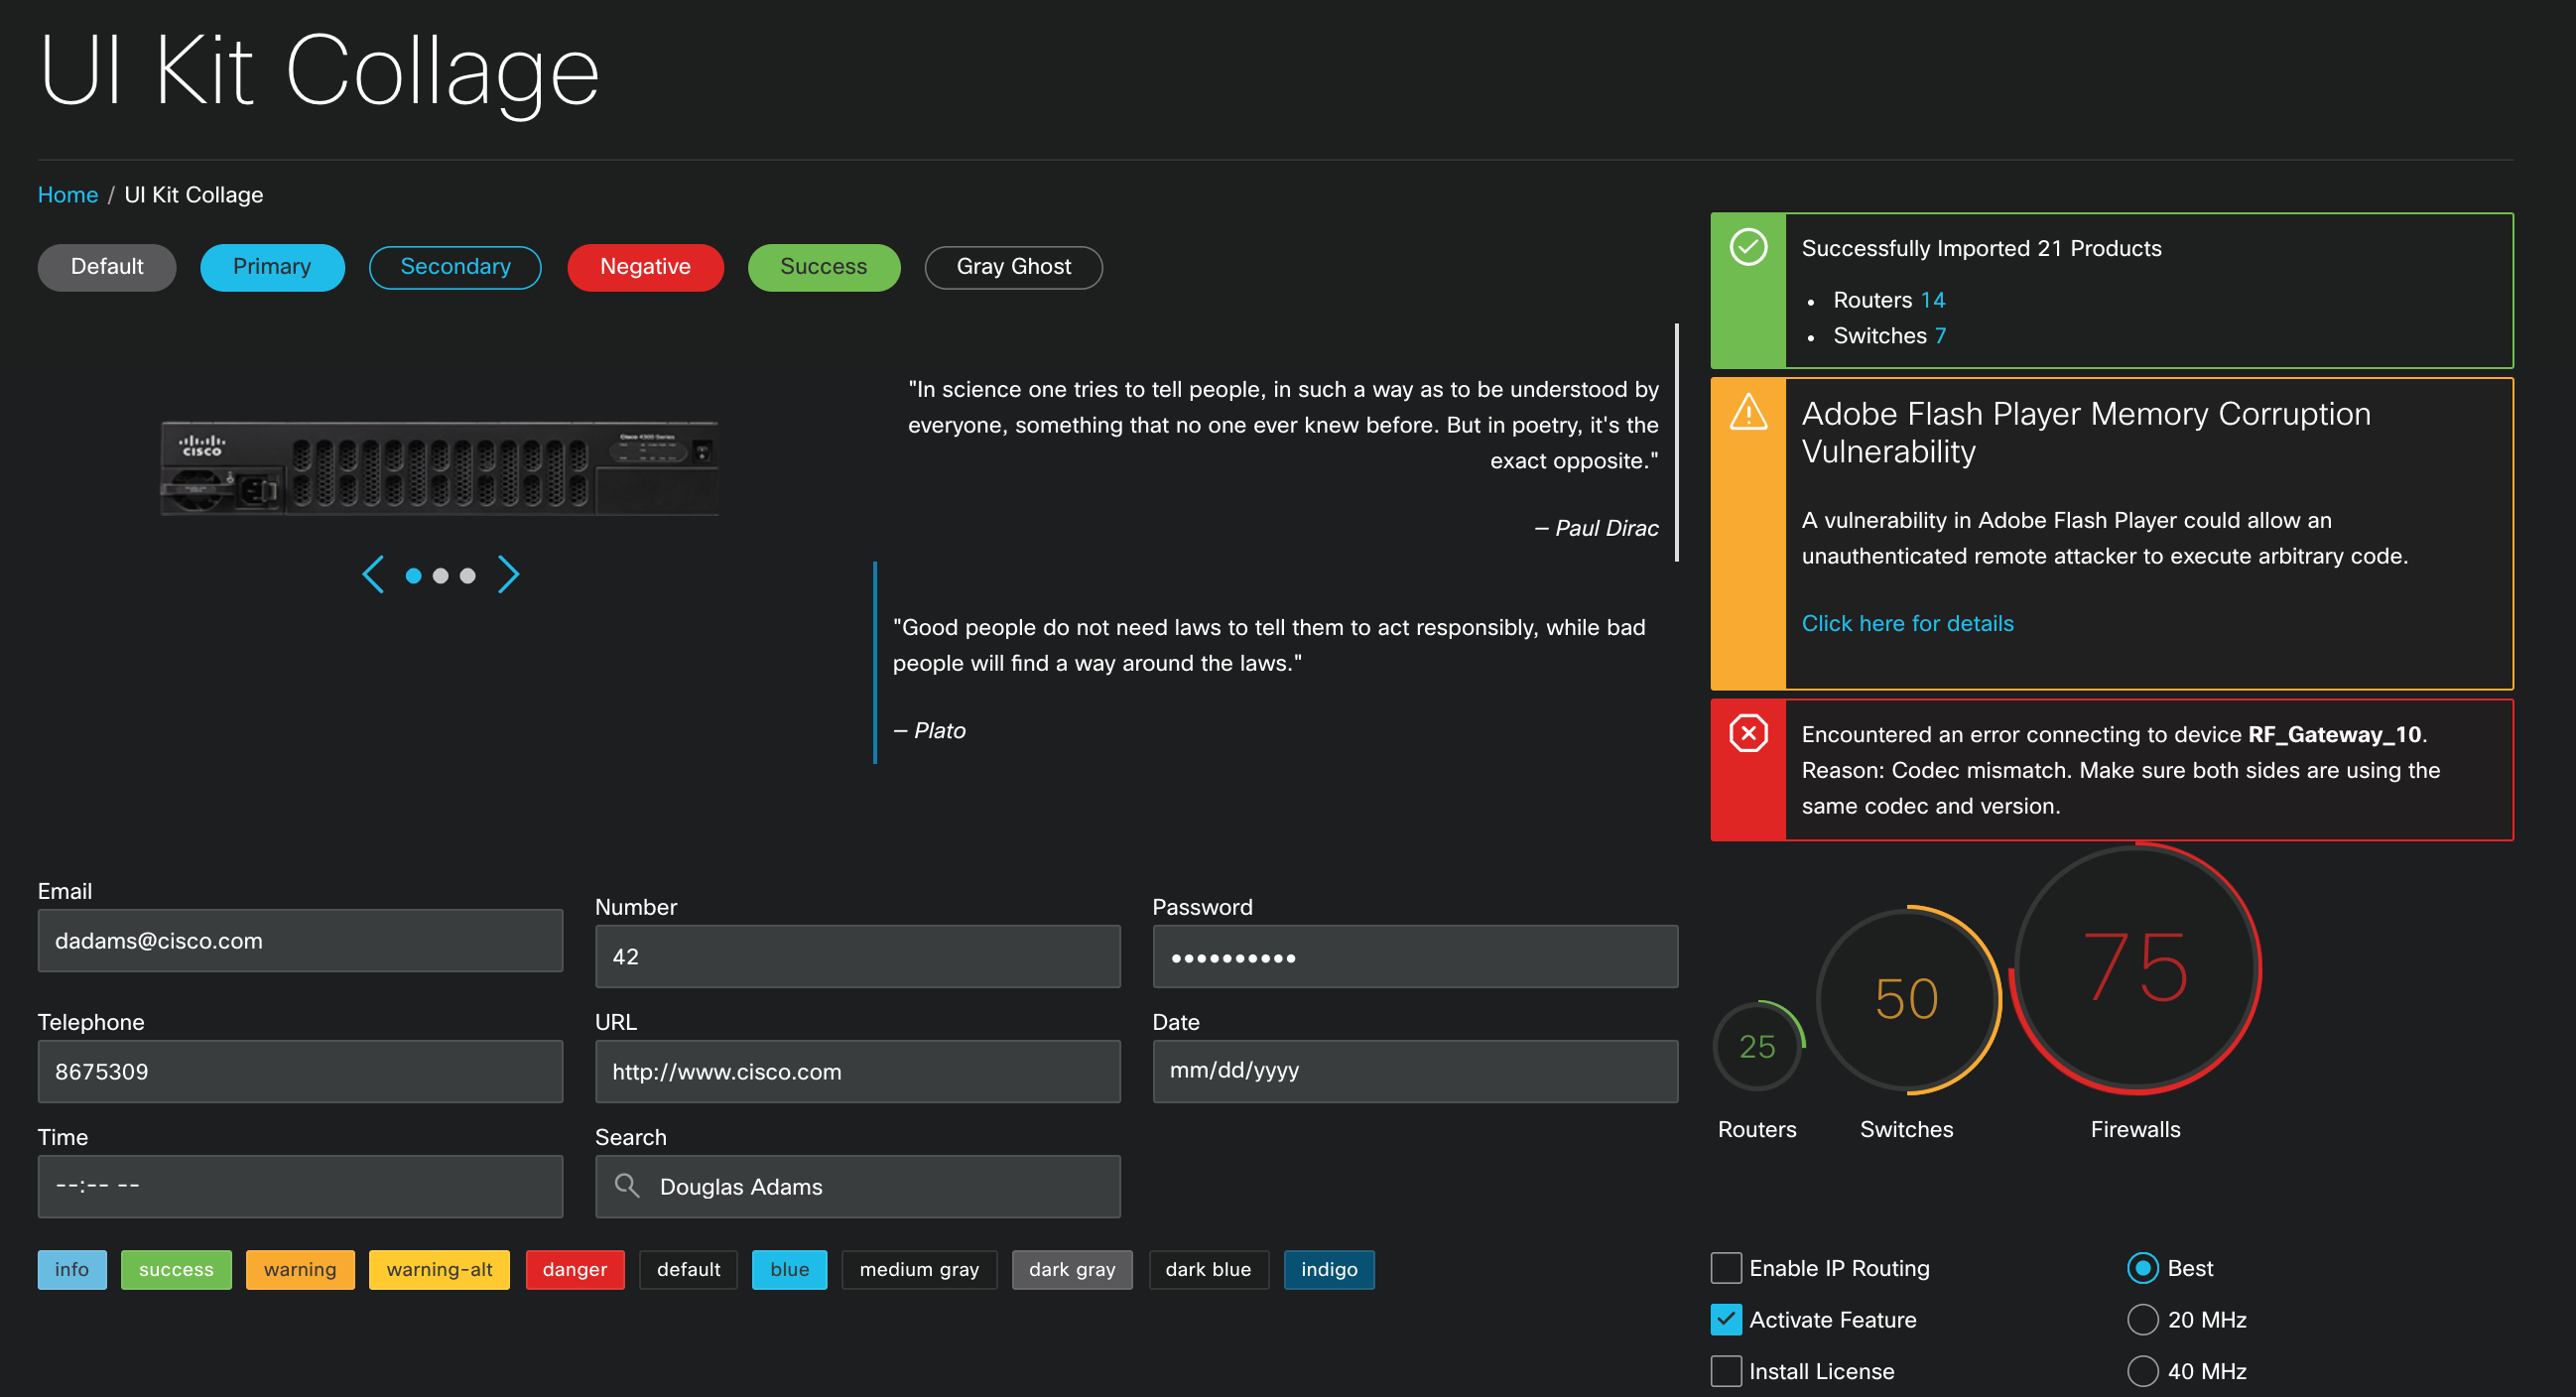 UI Kit Collage
Home / UI Kit Collage
Default
Primary
Secondary
Negative
Success
Gray Ghost
CISCO
Cisco 4300 Series
"In science one tries to tell people, in such a way as to be understood by
everyone, something that no one ever knew before. But in poetry, it's the
exact opposite."
— Paul Dirac
"Good people do not need laws to tell them to act responsibly, while bad
people will find a way around the laws."
— Plato
Successfully Imported 21 Products
• Routers 14
• Switches 7
Adobe Flash Player Memory Corruption
Vulnerability
A vulnerability in Adobe Flash Player could allow an
unauthenticated remote attacker to execute arbitrary code.
Click here for details
Encountered an error connecting to device RF_Gateway_10.
Reason: Codec mismatch. Make sure both sides are using the
same codec and version.
Email
dadams@cisco.com
Number
42
Password
••••••••••
Telephone
8675309
URL
http://www.cisco.com
Date
mm/dd/yyyy
Time
--:-- --
Search
Douglas Adams
25
50
75
Routers
Switches
Firewalls
info
success
warning
warning-alt
danger
default
blue
medium gray
dark gray
dark blue
indigo
Enable IP Routing
Activate Feature
Install License
Best
20 MHz
40 MHz